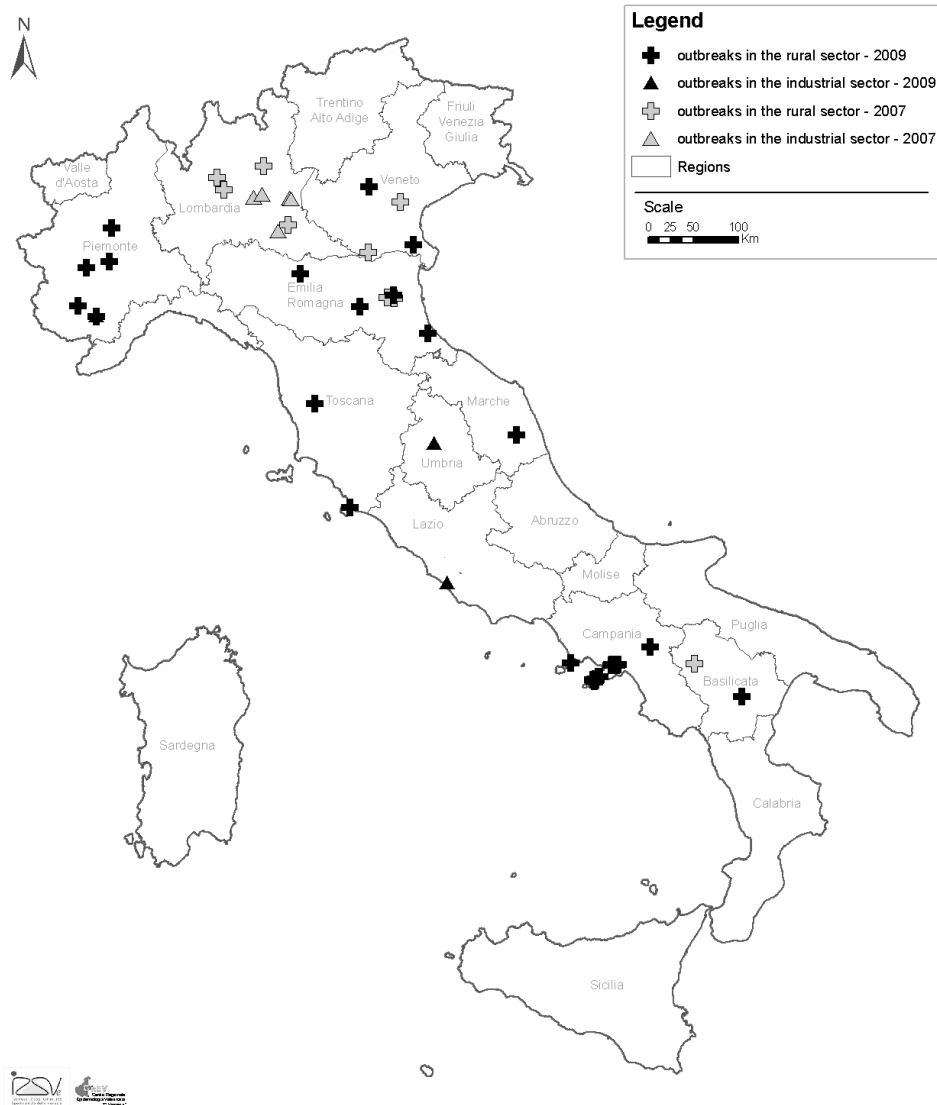 N
Legend
outbreaks in the rural sector - 2009
outbreaks in the industrial sector - 2009
outbreaks in the rural sector - 2007
outbreaks in the industrial sector - 2007
Regions
Scale
0 25 50 100
Km
Trentino
Alto Adige
Friuli
Venezia
Giulia
Valle
d'Aosta
Lombardia
Veneto
Piemonte
Emilia
Romagna
Toscana
Marche
Umbria
Lazio
Abruzzo
Molise
Campania
Puglia
Basilicata
Sardegna
Calabria
Sicilia